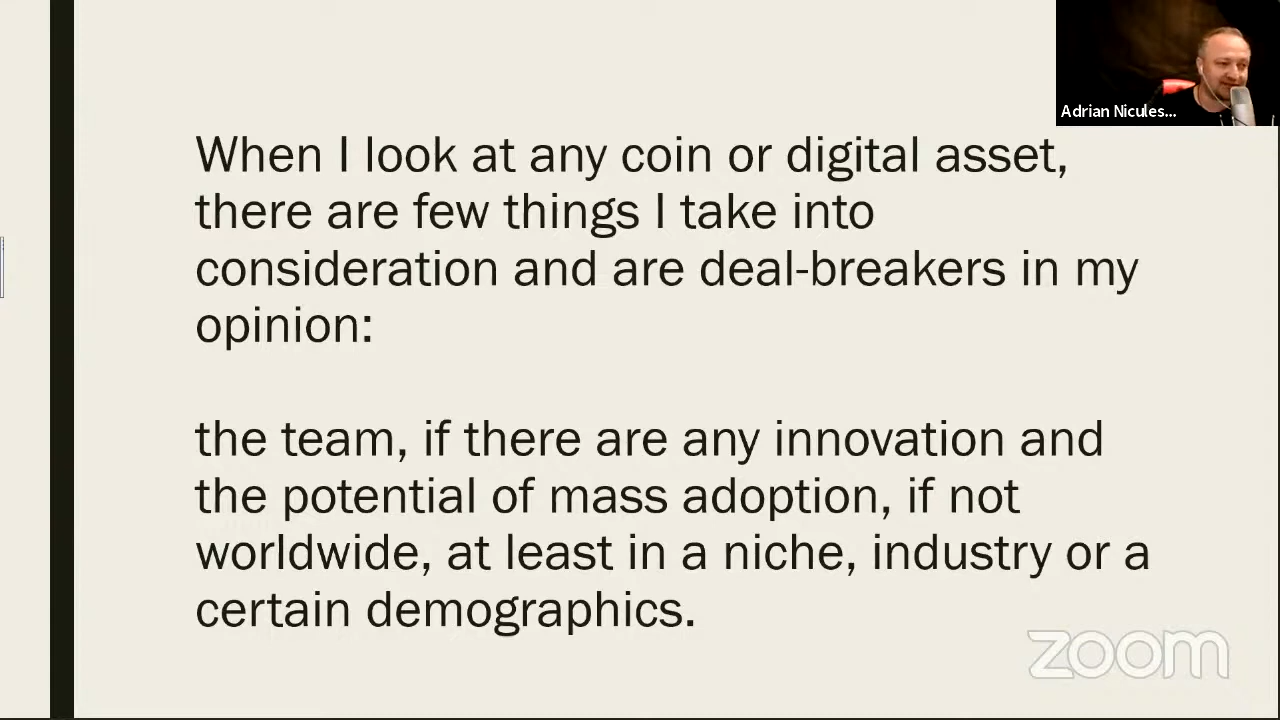 Adrian Nicules...
When I look at any coin or digital asset,
there are few things I take into
consideration and are deal-breakers in my
opinion:
the team, if there are any innovation and
the potential of mass adoption, if not
worldwide, at least in a niche, industry or a
certain demographics.
zoom